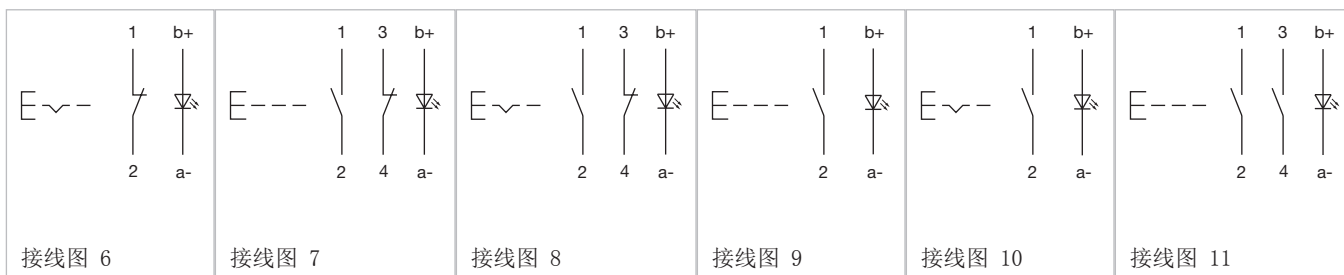 1 b+
2 a-
接线图 6
1 3 b+
2 4 a-
接线图 7
1 3 b+
2 4 a-
接线图 8
1 b+
2 a-
接线图 9
1 b+
2 a-
接线图 10
1 3 b+
2 4 a-
接线图 11